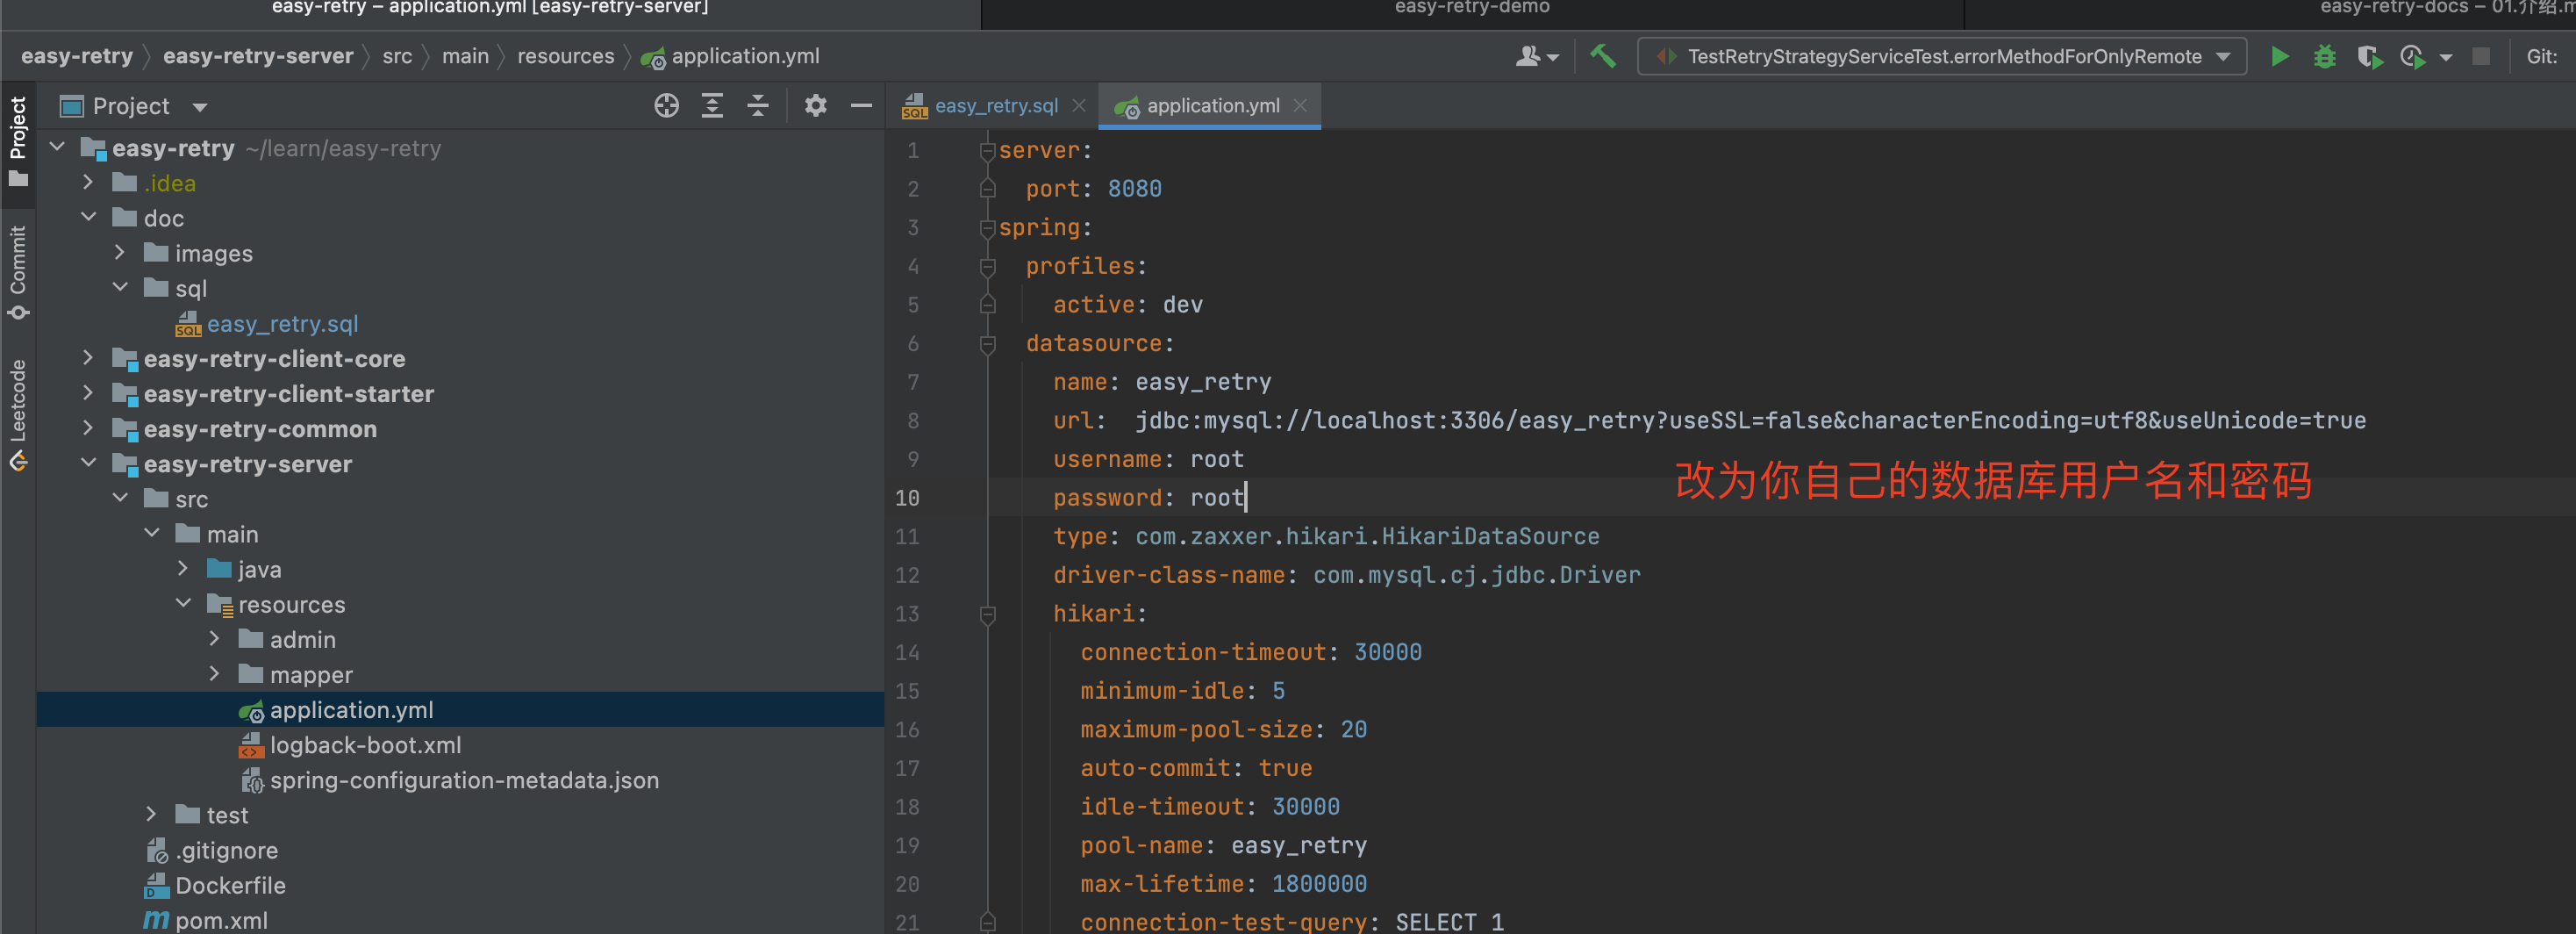 easy-retry – application.yml [easy-retry-server]
easy-retry-demo
easy-retry-docs – 01.介绍.m
easy-retry
easy-retry-server
src
main
resources
application.yml
TestRetryStrategyServiceTest.errorMethodForOnlyRemote
Git:
Project
Commit
Leetcode
Project
easy-retry ~/learn/easy-retry
.idea
doc
images
sql
easy_retry.sql
easy-retry-client-core
easy-retry-client-starter
easy-retry-common
easy-retry-server
src
main
java
resources
admin
mapper
application.yml
logback-boot.xml
spring-configuration-metadata.json
test
.gitignore
Dockerfile
pom.xml
easy_retry.sql
application.yml
1 server:
2 port: 8080
3 spring:
4 profiles:
5 active: dev
6 datasource:
7 name: easy_retry
8 url:  jdbc:mysql://localhost:3306/easy_retry?useSSL=false&characterEncoding=utf8&useUnicode=true
9 username: root
10 password: root
改为你自己的数据库用户名和密码
11 type: com.zaxxer.hikari.HikariDataSource
12 driver-class-name: com.mysql.cj.jdbc.Driver
13 hikari:
14 connection-timeout: 30000
15 minimum-idle: 5
16 maximum-pool-size: 20
17 auto-commit: true
18 idle-timeout: 30000
19 pool-name: easy_retry
20 max-lifetime: 1800000
21 connection-test-query: SELECT 1